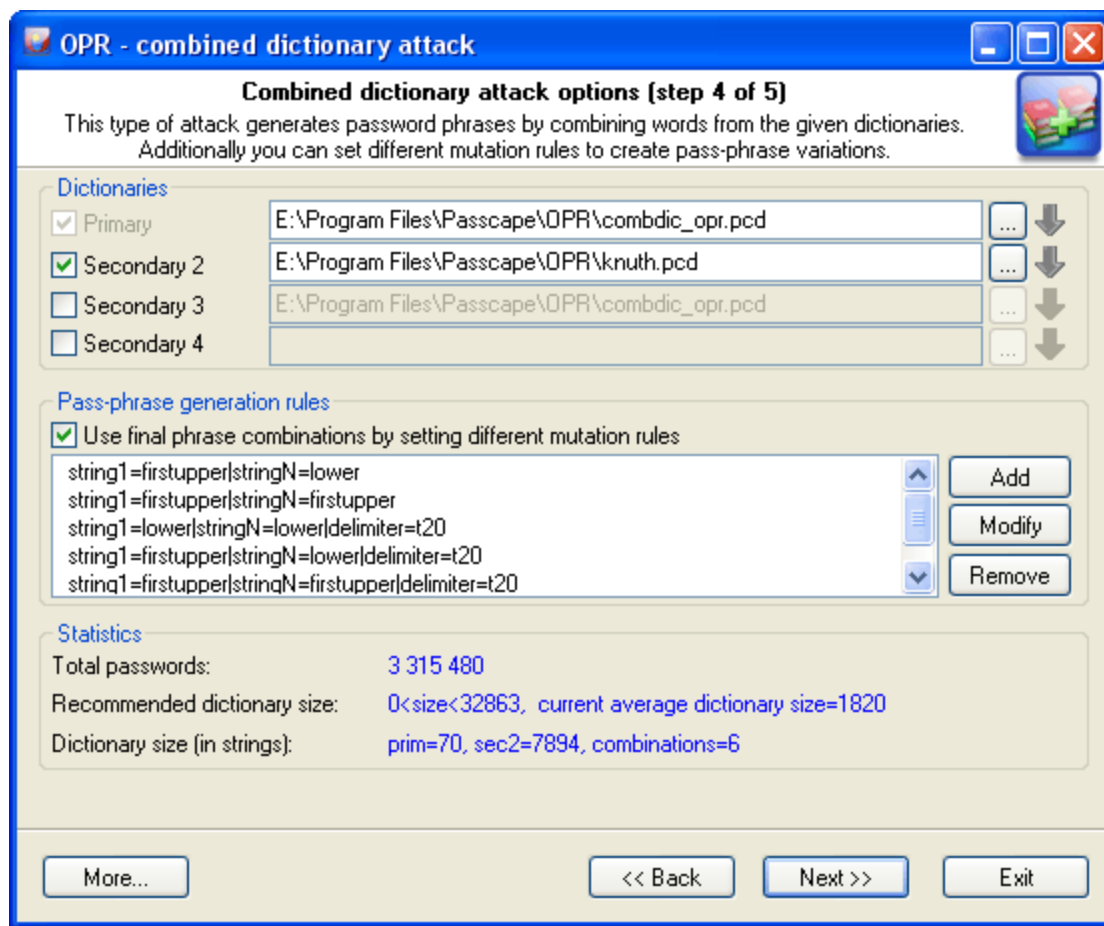 OPR - combined dictionary attack
Combined dictionary attack options (step 4 of 5)
This type of attack generates password phrases by combining words from the given dictionaries.
Additionally you can set different mutation rules to create pass-phrase variations.
Dictionaries
Primary E:\Program Files\Passcape\OPR\combdic_opr.pcd ...
Secondary 2 E:\Program Files\Passcape\OPR\knuth.pcd ...
Secondary 3 E:\Program Files\Passcape\OPR\combdic_opr.pcd ...
Secondary 4 ...
Pass-phrase generation rules
Use final phrase combinations by setting different mutation rules
string1=firstupper|stringN=lower
string1=firstupper|stringN=firstupper
string1=lower|stringN=lower|delimiter=t20
string1=firstupper|stringN=lower|delimiter=t20
string1=firstupper|stringN=firstupper|delimiter=t20
Add
Modify
Remove
Statistics
Total passwords: 3 315 480
Recommended dictionary size: 0<size<32863, current average dictionary size=1820
Dictionary size (in strings): prim=70, sec2=7894, combinations=6
More... << Back Next >> Exit